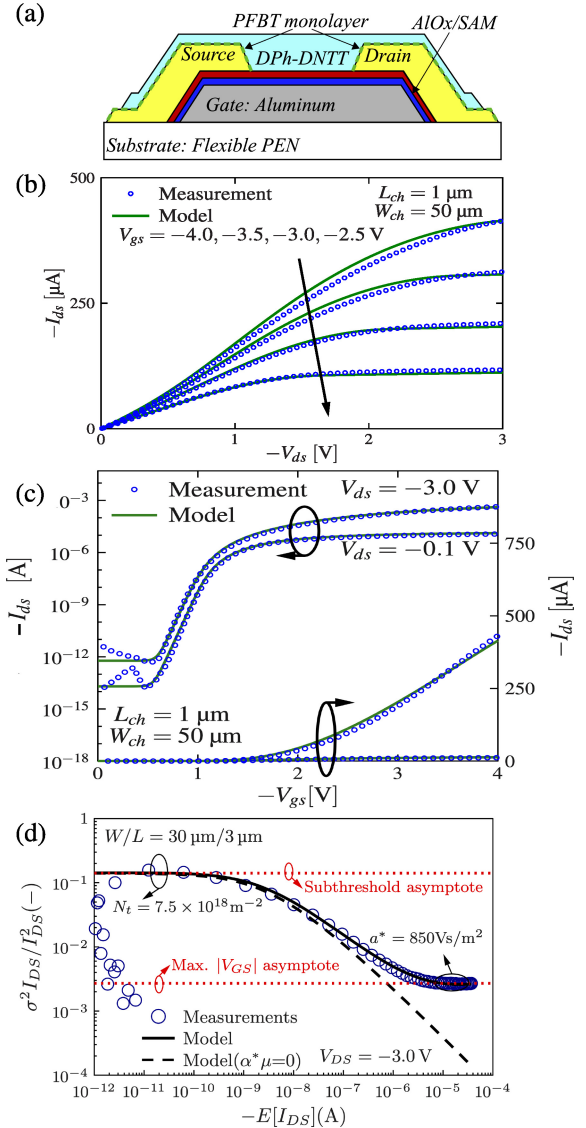 (a)
PFBT monolayer
AlOx/SAM
Source
DPh-DNTT
Drain
Gate: Aluminum
Substrate: Flexible PEN
(b)
500
250
0
−I_ds [μA]
Measurement
Model
V_gs = −4.0, −3.5, −3.0, −2.5 V
L_ch = 1 μm
W_ch = 50 μm
0 1 2 3
−V_ds [V]
(c)
Measurement
Model
V_ds = −3.0 V
V_ds = −0.1 V
0^−3
10^−6
10^−9
10^−12
10^−15
10^−18
−I_ds [A]
750
500
250
0
−I_ds [μA]
L_ch = 1 μm
W_ch = 50 μm
0 1 2 3 4
−V_gs[V]
(d)
10^0
10^−1
10^−2
10^−3
10^−4
σ^2I_DS/I^2_DS(−)
W/L = 30 μm/3 μm
Subthreshold asymptote
N_t = 7.5 × 10^18m^−2
a* = 850Vs/m^2
Max. |V_GS| asymptote
Measurements
Model
Model(α*μ=0)
V_DS = −3.0 V
10^−12 10^−11 10^−10 10^−9 10^−8 10^−7 10^−6 10^−5 10^−4
−E[I_DS](A)